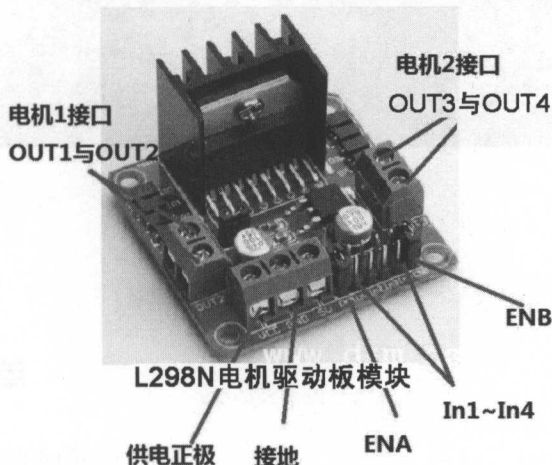 电机2接口
OUT3与OUT4
电机1接口
OUT1与OUT2
ENB
L298N电机驱动板模块
In1~In4
ENA
供电正极
接地